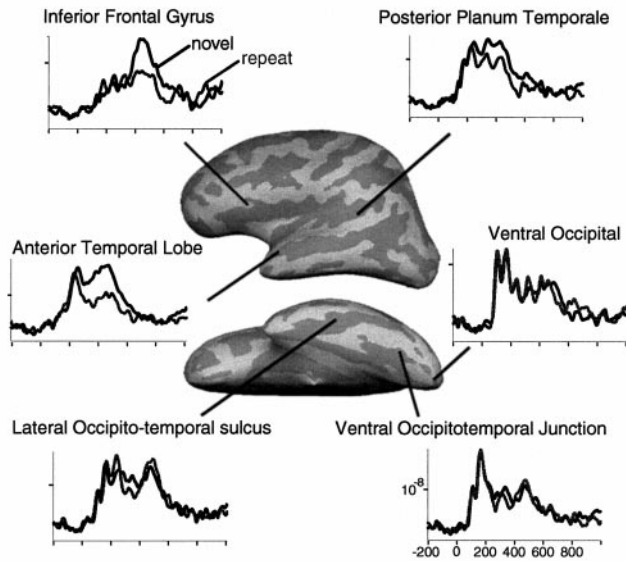 Inferior Frontal Gyrus
Posterior Planum Temporale
novel
repeat
Anterior Temporal Lobe
Ventral Occipital
Lateral Occipito-temporal sulcus
Ventral Occipitotemporal Junction
10-8
-200 0 200 400 600 800